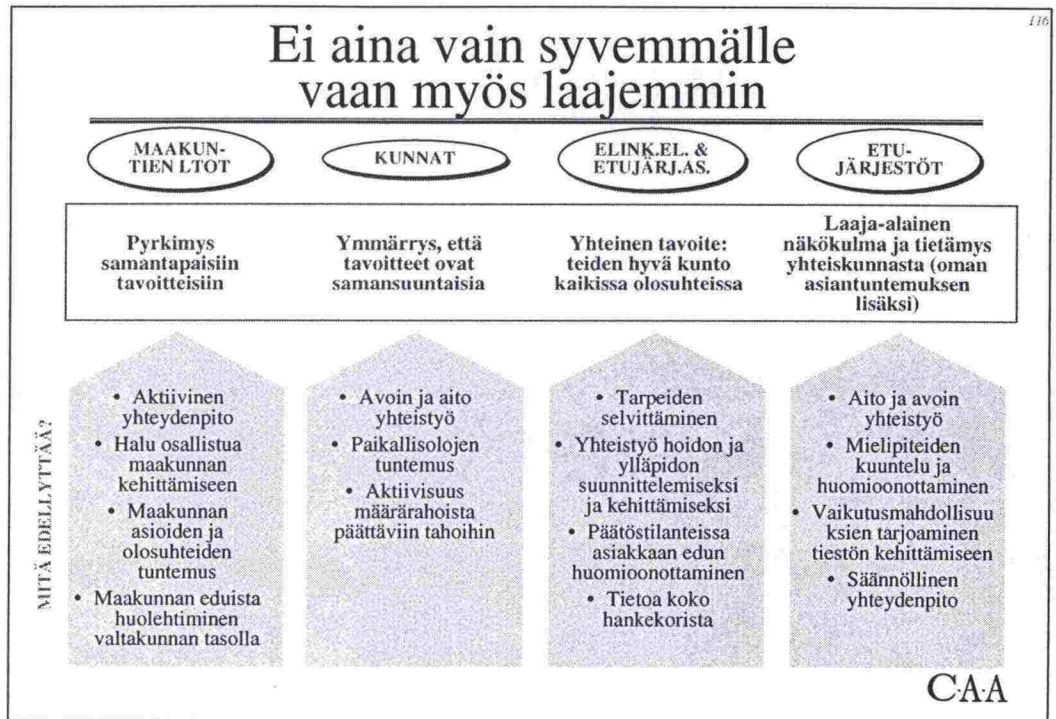 116
Ei aina vain syvemmälle
vaan myös laajemmin
MAAKUN-
TIEN LTOT
KUNNAT
ELINK.EL. &
ETUJÄRJ.AS.
ETU-
JÄRJESTÖT
Pyrkimys
samantapaisiin
tavoitteisiin
Ymmärrys, että
tavoitteet ovat
samansuuntaisia
Yhteinen tavoite:
teiden hyvä kunto
kaikissa olosuhteissa
Laaja-alainen
näkökulma ja tietämys
yhteiskunnasta (oman
asiantuntemuksen
lisäksi)
MITÄ EDELLYTTÄÄ?
• Aktiivinen
yhteydenpito
• Halu osallistua
maakunnan
kehittämiseen
• Maakunnan
asioiden ja
olosuhteiden
tuntemus
• Maakunnan eduista
huolehtiminen
valtakunnan tasolla
• Avoin ja aito
yhteistyö
• Paikallisolojen
tuntemus
• Aktiivisuus
määrärahoista
päättäviin tahoihin
• Tarpeiden
selvittäminen
• Yhteistyö hoidon ja
ylläpidon
suunnittelemiseksi
ja kehittämiseksi
• Päätöstilanteissa
asiakkaan edun
huomioonottaminen
• Tietoa koko
hankekorista
• Aito ja avoin
yhteistyö
• Mielipiteiden
kuuntelu ja
huomioonottaminen
• Vaikutusmahdollisuu
ksien tarjoaminen
tiestön kehittämiseen
• Säännöllinen
yhteydenpito
C·A·A